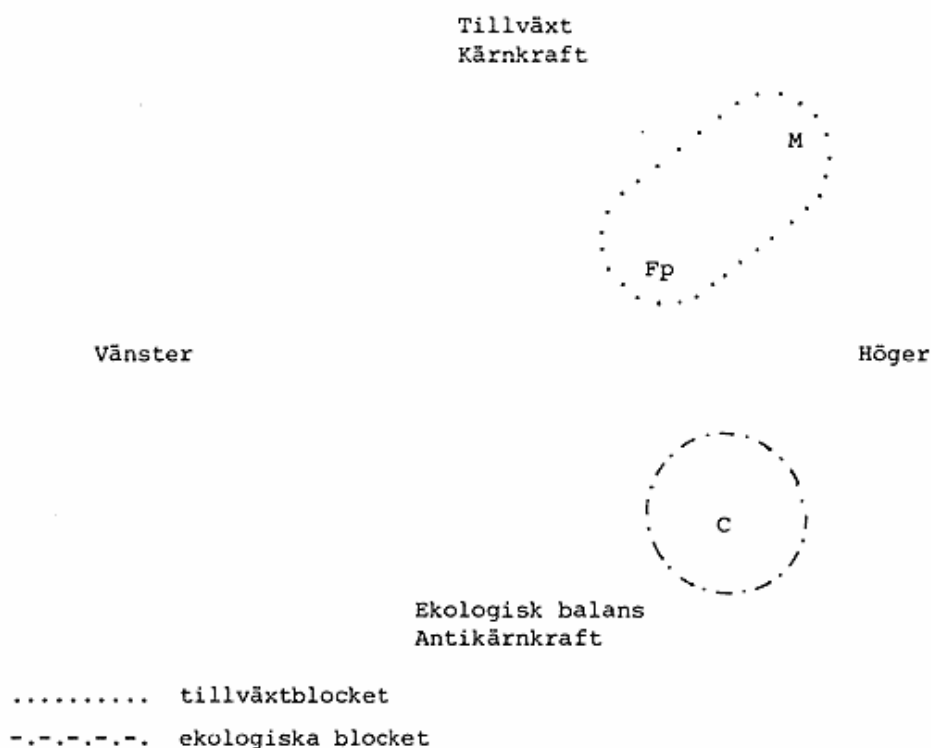 Tillväxt
Kärnkraft
M
Fp
Vänster Höger
C
Ekologisk balans
Antikärnkraft
.......... tillväxtblocket
-.-.-.-.-. ekologiska blocket